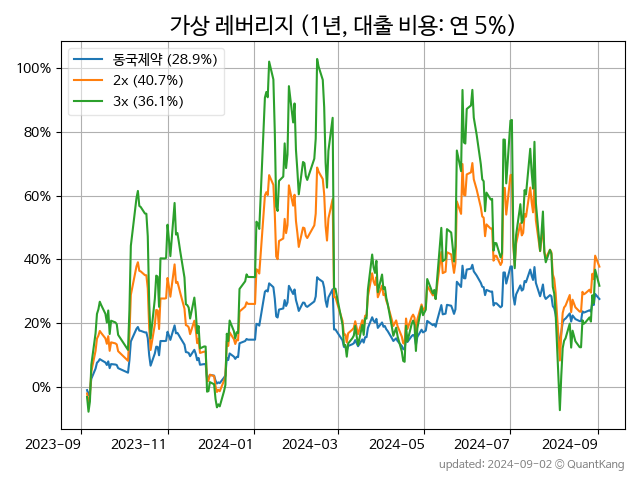 가상 레버리지 (1년, 대출 비용: 연 5%)
동국제약 (28.9%)
2x (40.7%)
3x (36.1%)
100%
80%
60%
40%
20%
0%
2023-09 2023-11 2024-01 2024-03 2024-05 2024-07 2024-09
updated: 2024-09-02 © QuantKang